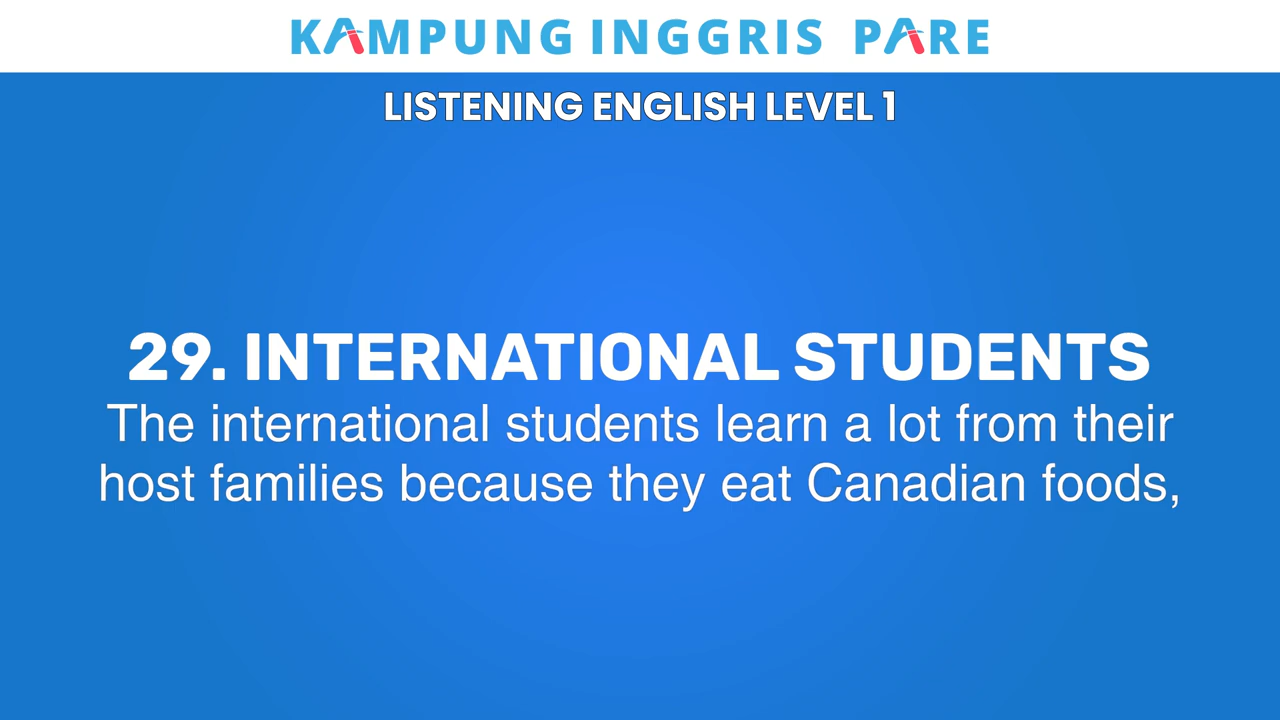 KAMPUNG INGGRIS PARE
LISTENING ENGLISH LEVEL 1
29. INTERNATIONAL STUDENTS
The international students learn a lot from their
host families because they eat Canadian foods,